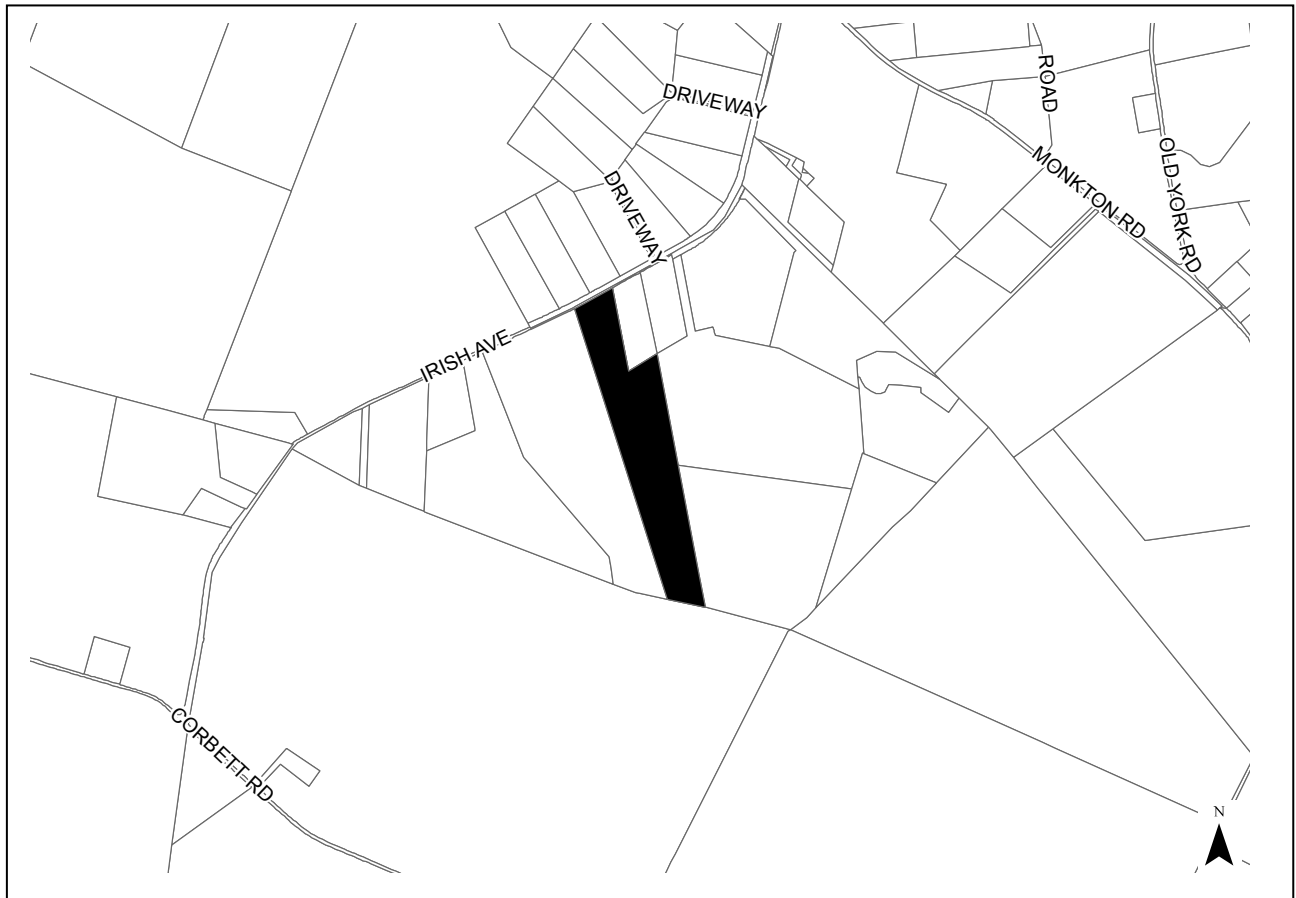 ROAD
DRIVEWAY
MONKTON RD
OLD YORK RD
DRIVEWAY
IRISH AVE
CORBETT RD
N